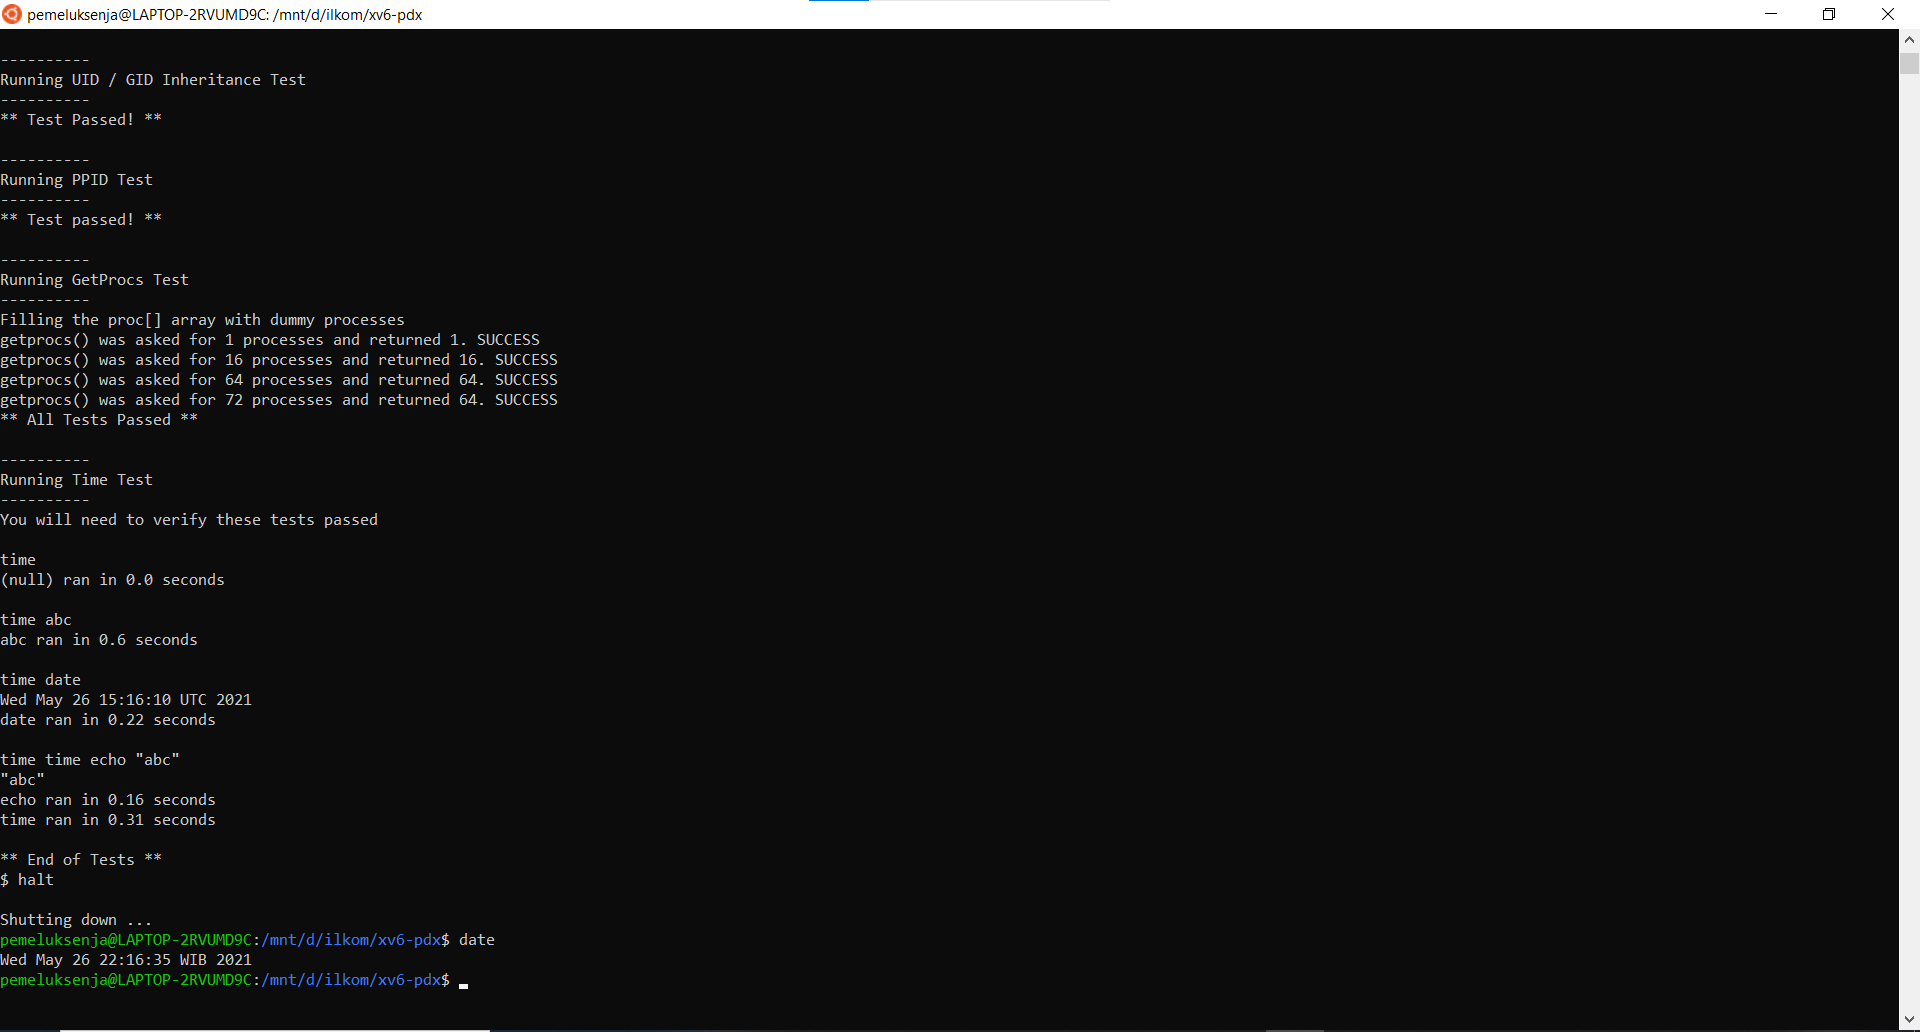 pemeluksenja@LAPTOP-2RVUMD9C: /mnt/d/ilkom/xv6-pdx
----------
Running UID / GID Inheritance Test
----------
** Test Passed! **
----------
Running PPID Test
----------
** Test passed! **
----------
Running GetProcs Test
----------
Filling the proc[] array with dummy processes
getprocs() was asked for 1 processes and returned 1. SUCCESS
getprocs() was asked for 16 processes and returned 16. SUCCESS
getprocs() was asked for 64 processes and returned 64. SUCCESS
getprocs() was asked for 72 processes and returned 64. SUCCESS
** All Tests Passed **
----------
Running Time Test
----------
You will need to verify these tests passed
time
(null) ran in 0.0 seconds
time abc
abc ran in 0.6 seconds
time date
Wed May 26 15:16:10 UTC 2021
date ran in 0.22 seconds
time time echo "abc"
"abc"
echo ran in 0.16 seconds
time ran in 0.31 seconds
** End of Tests **
$ halt
Shutting down ...
pemeluksenja@LAPTOP-2RVUMD9C:/mnt/d/ilkom/xv6-pdx$ date
Wed May 26 22:16:35 WIB 2021
pemeluksenja@LAPTOP-2RVUMD9C:/mnt/d/ilkom/xv6-pdx$